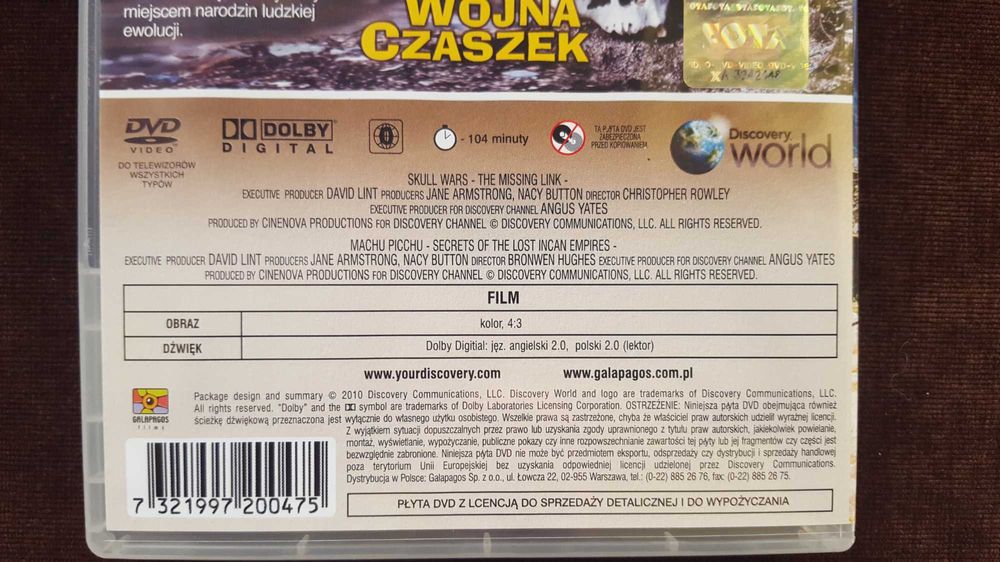 miejscem narodzin ludzkiej
ewolucji.
WOJNA
CZASZEK
DVD
VIDEO
DO TELEWIZORÓW
WSZYSTKICH
TYPÓW
DOLBY
DIGITAL
0
- 104 minuty
TA PŁYTA DVD JEST
ZABEZPIECZONA
PRZED KOPIOWANIEM
Discovery
world
SKULL WARS - THE MISSING LINK -
EXECUTIVE PRODUCER DAVID LINT PRODUCERS JANE ARMSTRONG, NACY BUTTON DIRECTOR CHRISTOPHER ROWLEY
EXECUTIVE PRODUCER FOR DISCOVERY CHANNEL ANGUS YATES
PRODUCED BY CINENOVA PRODUCTIONS FOR DISCOVERY CHANNEL © DISCOVERY COMMUNICATIONS, LLC. ALL RIGHTS RESERVED.
MACHU PICCHU - SECRETS OF THE LOST INCAN EMPIRES -
EXECUTIVE PRODUCER DAVID LINT PRODUCERS JANE ARMSTRONG, NACY BUTTON DIRECTOR BRONWEN HUGHES EXECUTIVE PRODUCER FOR DISCOVERY CHANNEL ANGUS YATES
PRODUCED BY CINENOVA PRODUCTIONS FOR DISCOVERY CHANNEL © DISCOVERY COMMUNICATIONS, LLC. ALL RIGHTS RESERVED.
FILM
OBRAZ kolor, 4:3
DŹWIĘK Dolby Digitial: jęz. angielski 2.0, polski 2.0 (lektor)
www.yourdiscovery.com www.galapagos.com.pl
GALAPAGOS
films
Package design and summary © 2010 Discovery Communications, LLC. Discovery World and logo are trademarks of Discovery Communications, LLC.
All rights reserved. "Dolby" and the symbol are trademarks of Dolby Laboratories Licensing Corporation. OSTRZEŻENIE: Niniejsza płyta DVD obejmująca również
ścieżkę dźwiękową przeznaczona jest wyłącznie do własnego użytku osobistego. Wszelkie prawa są zastrzeżone, chyba że właściciel praw autorskich udzielił wyraźnej licencji.
Z wyjątkiem sytuacji dopuszczalnych przez prawo lub uzyskania zgody uprawnionego z tytułu praw autorskich, jakiekolwiek powielanie,
montaż, wyświetlanie, wypożyczanie, publiczne pokazy czy inne rozpowszechnianie zawartości tej płyty lub jej fragmentów czy części jest
bezwzględnie zabronione. Niniejsza płyta DVD nie może być przedmiotem eksportu, odsprzedaży czy dystrybucji i sprzedaży handlowej
poza terytorium Unii Europejskiej bez uzyskania odpowiedniej licencji udzielonej przez Discovery Communications.
Dystrybucja w Polsce: Galapagos Sp. z o.o., ul. Łowcza 22, 02-955 Warszawa, tel.: (0-22) 885 26 76, fax: (0-22) 885 26 75.
7 321997 200475
PŁYTA DVD Z LICENCJĄ DO SPRZEDAŻY DETALICZNEJ I DO WYPOŻYCZANIA